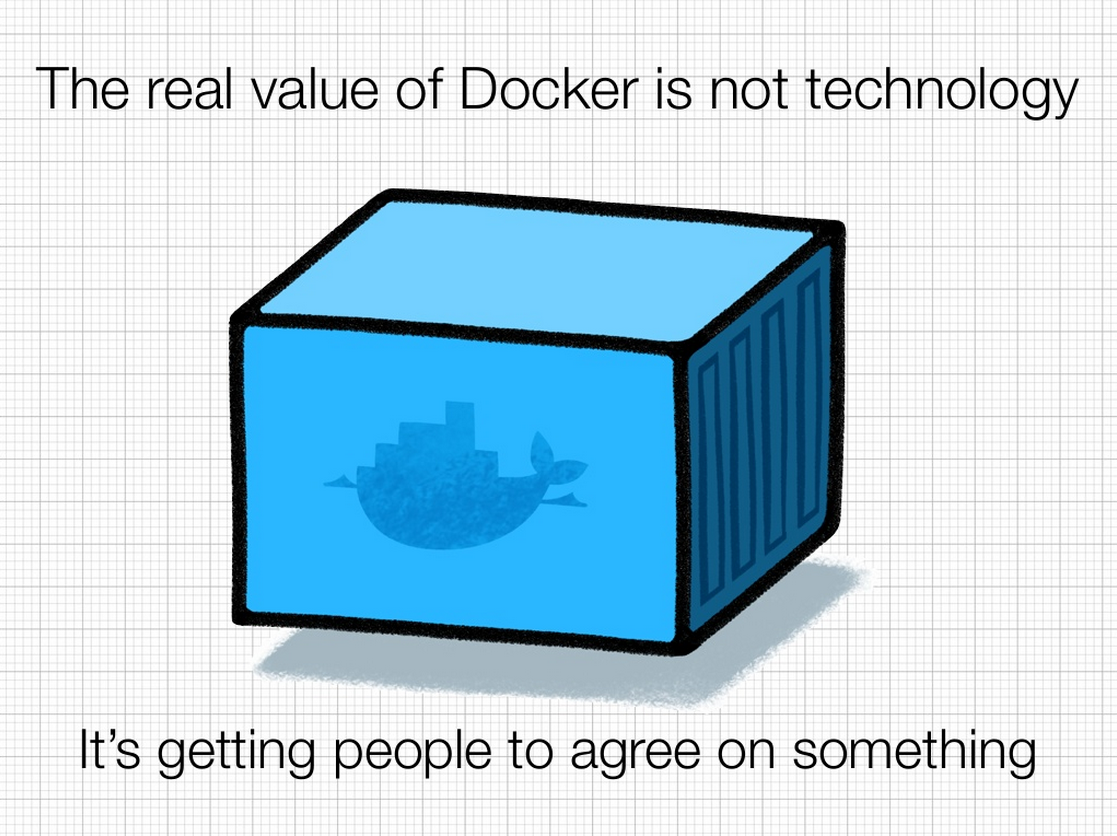 The real value of Docker is not technology
It’s getting people to agree on something